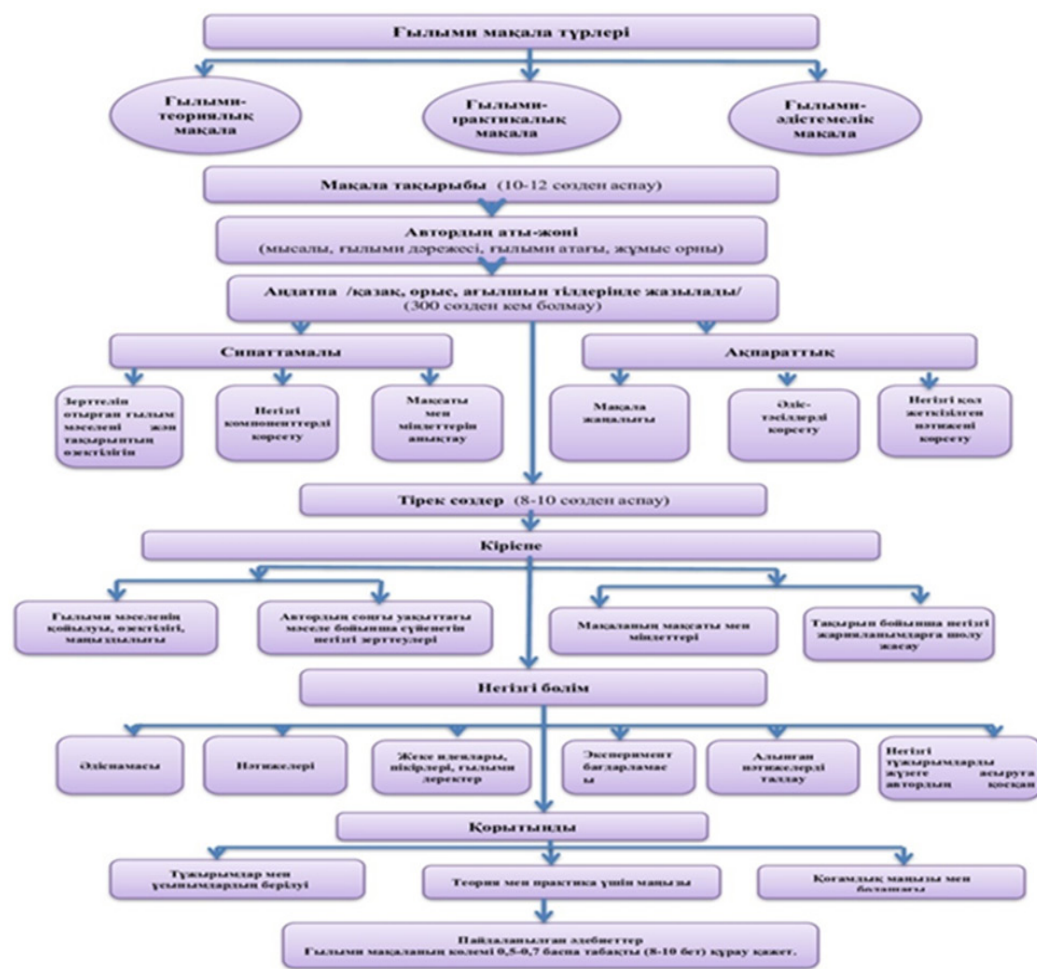 Ғылыми мақала түрлері
Ғылыми-
теориялық
мақала
Ғылыми-
практикалық
мақала
Ғылыми-
әдістемелік
мақала
Мақала тақырыбы (10-12 сөзден аспау)
Автордың аты-жөні
(мысалы, ғылыми дәрежесі, ғылыми атағы, жұмыс орны)
Аңдатпа /қазақ, орыс, ағылшын тілдерінде жазылады/
(300 сөзден кем болмау)
Сипаттамалы
Ақпараттық
Зерттеліп
отырған ғылым
мәселені жән
тақырыптың
өзектілігін
Негізгі
компоненттерді
көрсету
Мақсаты
мен
міндеттерін
анықтау
Мақала
жаңалығы
Әдіс-
тәсілдерді
көрсету
Негізгі қол
жеткізілген
нәтижені
көрсету
Тірек сөздер (8-10 сөзден аспау)
Кіріспе
Ғылыми мәселенің
қойылуы, өзектілігі,
маңыздылығы
Автордың соңғы уақыттағы
мәселе бойынша сүйенетін
негізгі зерттеулері
Мақаланың мақсаты мен
міндеттері
Тақырып бойынша негізгі
жарияланымдарға шолу
жасау
Негізгі бөлім
Әдіснамасы
Нәтижелері
Жеке идеялары,
пікірлері, ғылыми
деректер
Эксперимент
бағдарламас
ы
Алынған
нәтижелерді
талдау
Негізгі
тұжырымдарды
жүзеге асыруға
автордың қосқан
Қорытынды
Тұжырымдар мен
ұсынымдардың берілуі
Теория мен практика үшін маңызы
Қоғамдық маңызы мен
болашағы
Пайдаланылған әдебиеттер
Ғылыми мақаланың көлемі 0,5-0,7 баспа табақты (8-10 бет) құрау қажет.